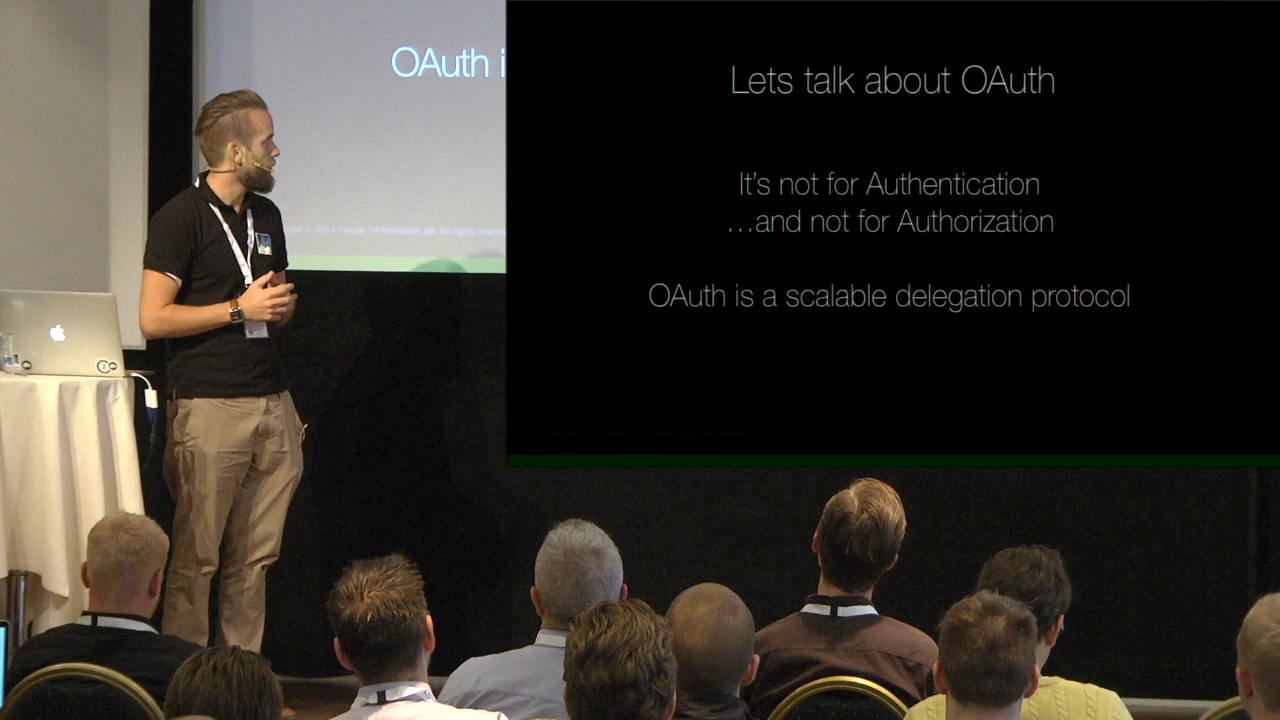 OAuth i
Lets talk about OAuth
It's not for Authentication
…and not for Authorization
OAuth is a scalable delegation protocol